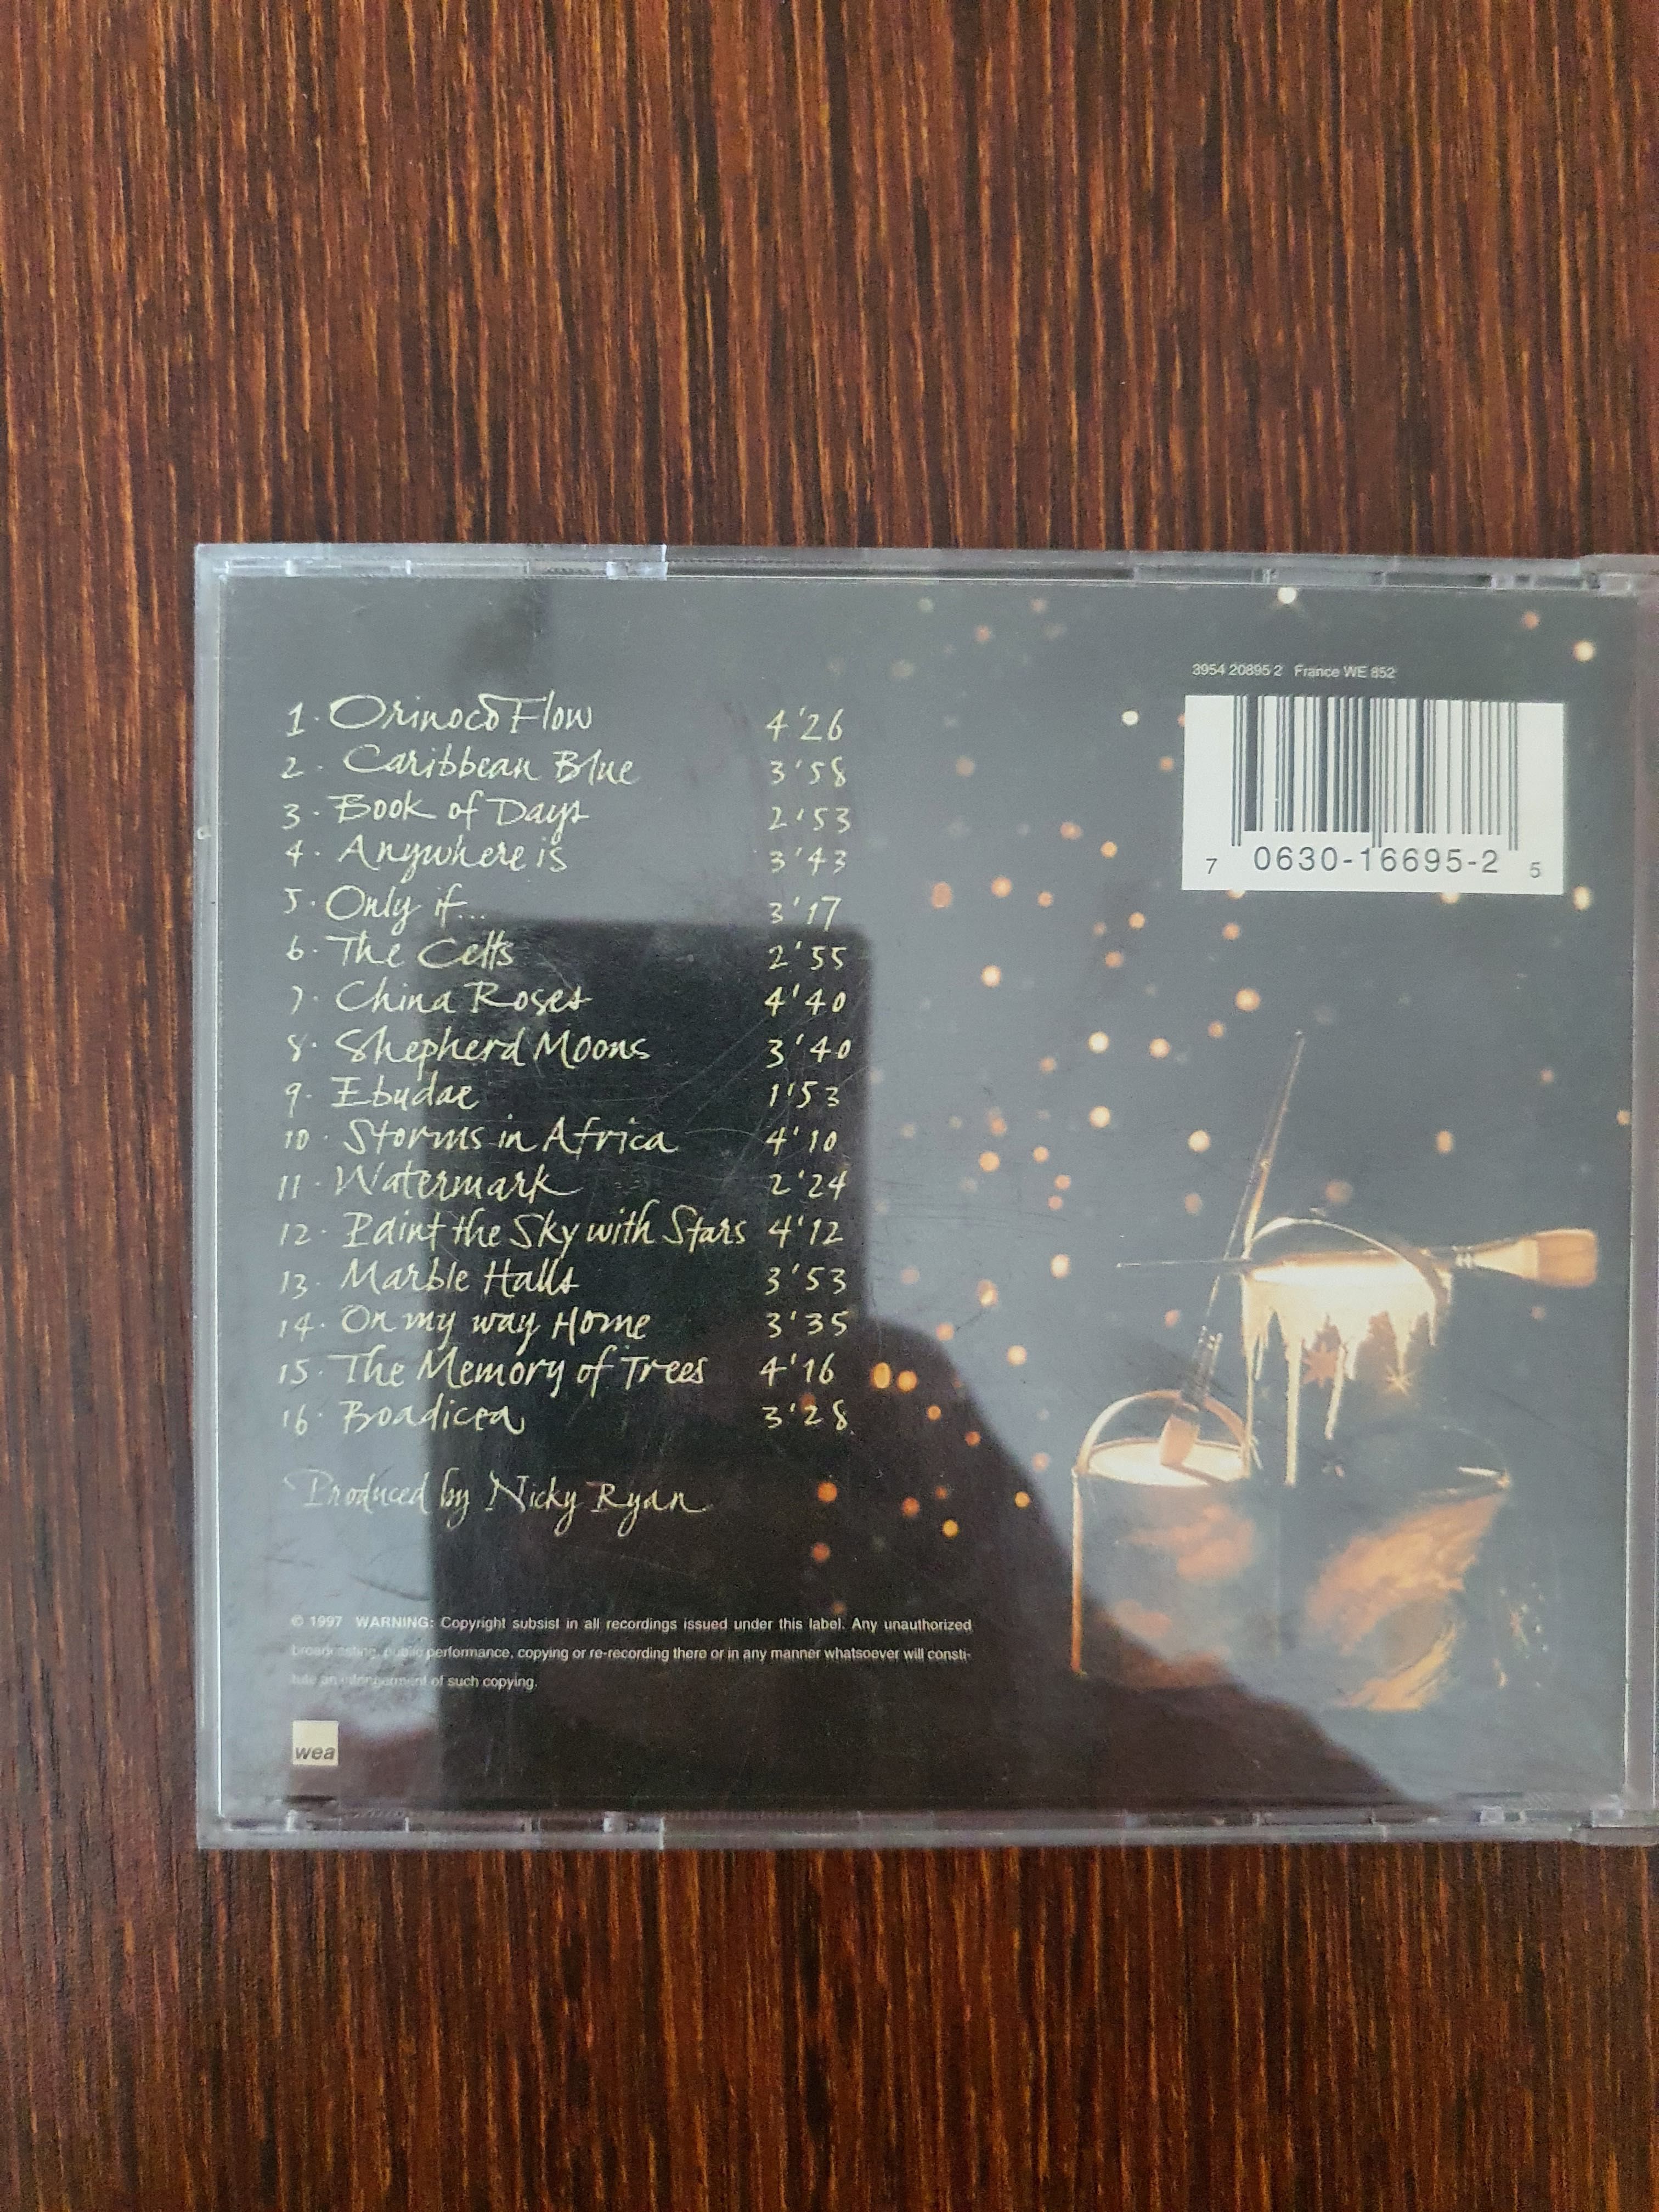 3954 20895 2 France WE 852
7 0630-16695-2 5
1. Orinoco Flow 4'26
2. Caribbean Blue 3'58
3. Book of Days 2'53
4. Anywhere is 3'43
5. Only if... 3'17
6. The Celts 2'55
7. China Roses 4'40
8. Shepherd Moons 3'40
9. Ebudae 1'53
10. Storms in Africa 4'10
11. Watermark 2'24
12. Paint the Sky with Stars 4'12
13. Marble Halls 3'53
14. On my way Home 3'35
15. The Memory of Trees 4'16
16. Boadicea 3'28
Produced by Nicky Ryan
© 1997 WARNING: Copyright subsist in all recordings issued under this label. Any unauthorized
broadcasting, public performance, copying or re-recording there or in any manner whatsoever will consti-
tute an infringement of such copying.
wea